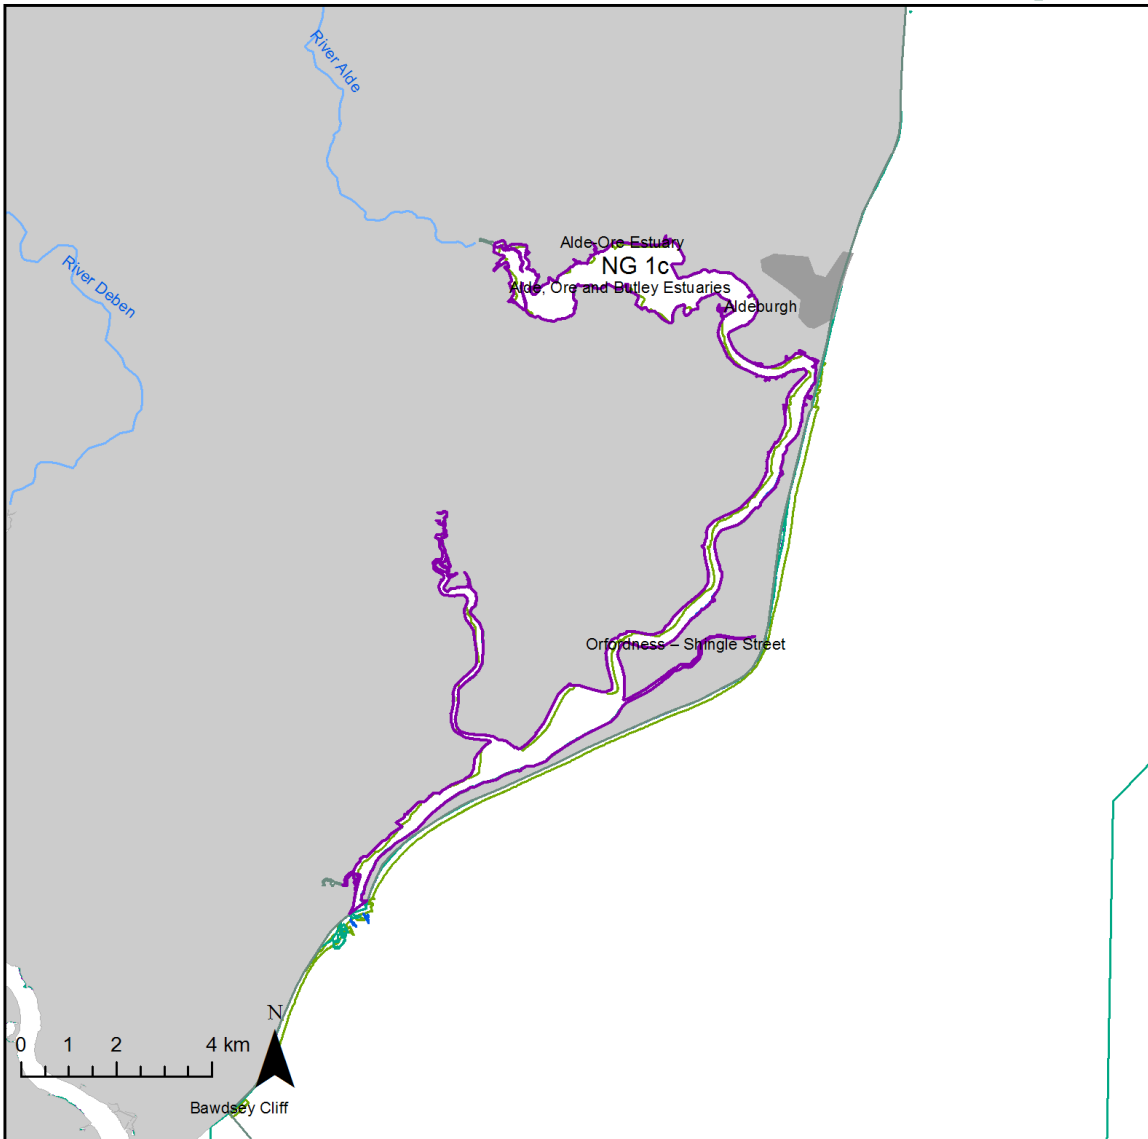 River Alde
River Deben
Alde-Ore Estuary
NG 1c
Alde, Ore and Butley Estuaries
Aldeburgh
Orfordness – Shingle Street
N
0 1 2 4 km
Bawdsey Cliff